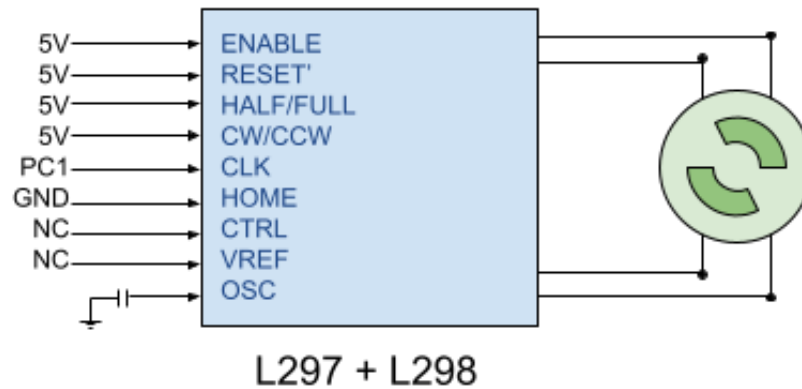 5V ENABLE
5V RESET'
5V HALF/FULL
5V CW/CCW
PC1 CLK
GND HOME
NC CTRL
NC VREF
OSC
L297 + L298